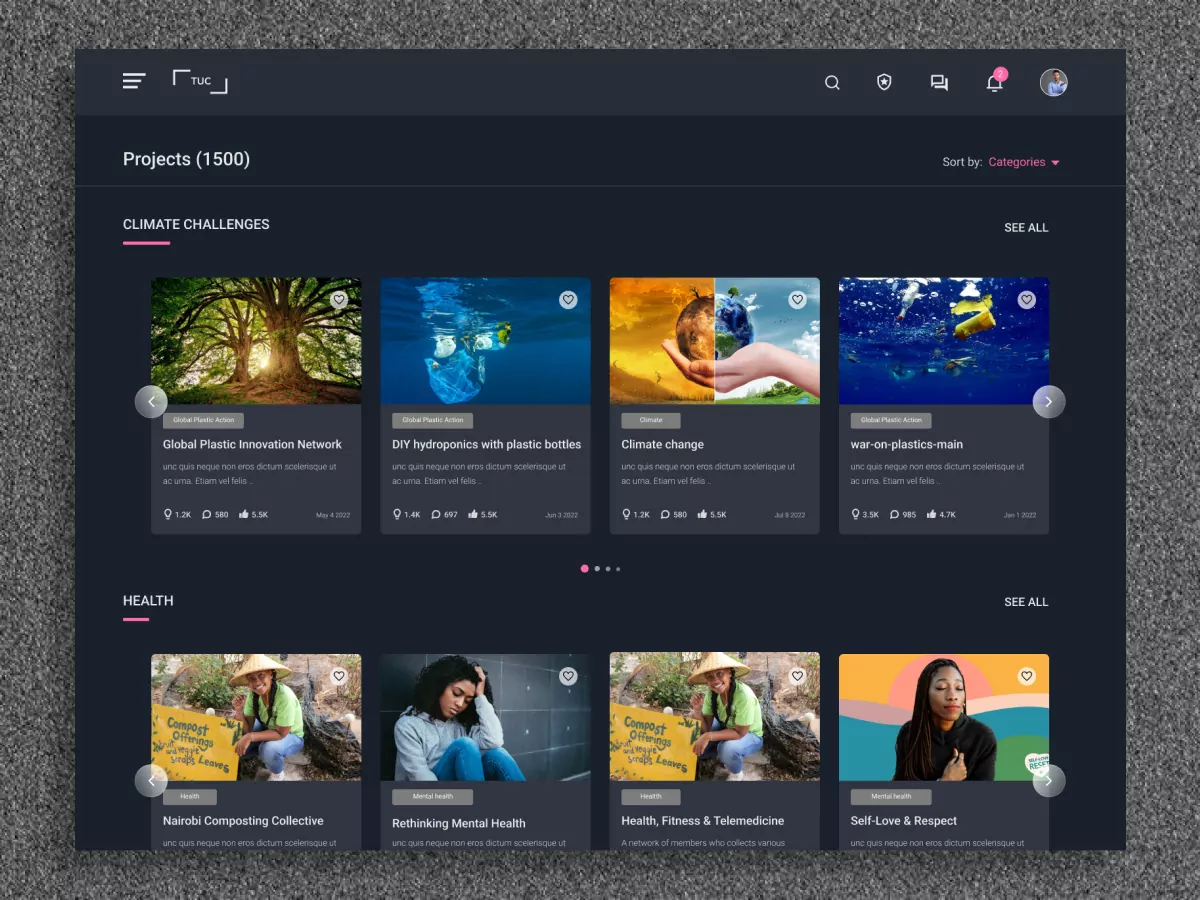 TUC
2
Projects (1500)
Sort by: Categories
CLIMATE CHALLENGES
SEE ALL
Global Plastic Action
Global Plastic Innovation Network
unc quis neque non eros dictum scelerisque ut
ac urna. Etiam vel felis ..
1.2K 580 5.5K May 4 2022
Global Plastic Action
DIY hydroponics with plastic bottles
unc quis neque non eros dictum scelerisque ut
ac urna. Etiam vel felis ..
1.4K 697 5.5K Jun 3 2022
Climate
Climate change
unc quis neque non eros dictum scelerisque ut
ac urna. Etiam vel felis ..
1.2K 580 5.5K Jul 9 2022
Global Plastic Action
war-on-plastics-main
unc quis neque non eros dictum scelerisque ut
ac urna. Etiam vel felis ..
3.5K 985 4.7K Jan 1 2022
HEALTH
SEE ALL
Compost
Offerings
and veggie
scraps Leaves
Health
Nairobi Composting Collective
unc quis neque non eros dictum scelerisque ut
Mental health
Rethinking Mental Health
unc quis neque non eros dictum scelerisque ut
Compost
Offerings
and veggie
scraps Leaves
Health
Health, Fitness & Telemedicine
A network of members who collects various
RESET
Mental health
Self-Love & Respect
unc quis neque non eros dictum scelerisque ut